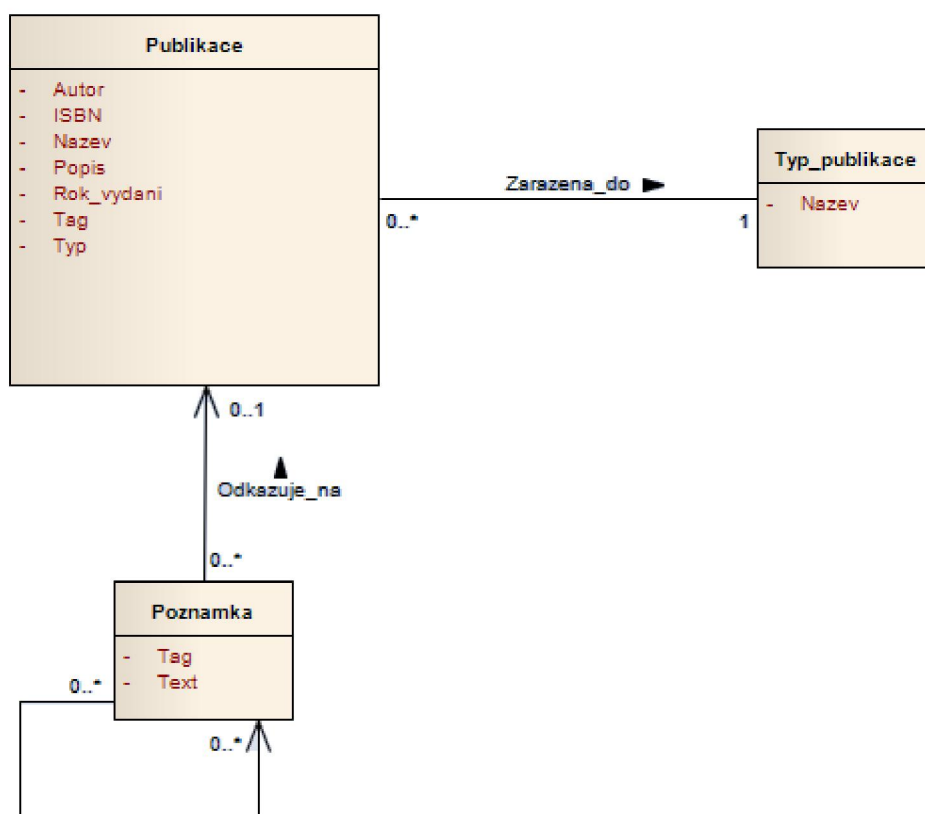 Publikace
- Autor
- ISBN
- Nazev
- Popis
- Rok_vydani
- Tag
- Typ
Zarazena_do
0..*
1
Typ_publikace
- Nazev
0..1
Odkazuje_na
0..*
Poznamka
- Tag
- Text
0..*
0..*